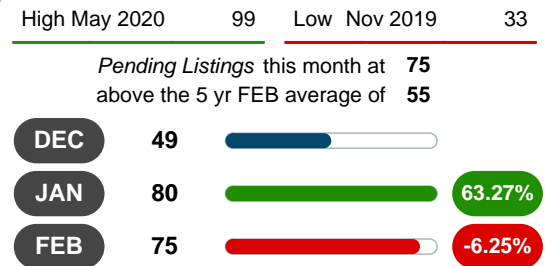 High May 2020 99 Low Nov 2019 33
Pending Listings this month at 75
above the 5 yr FEB average of 55
DEC 49
JAN 80 63.27%
FEB 75 -6.25%